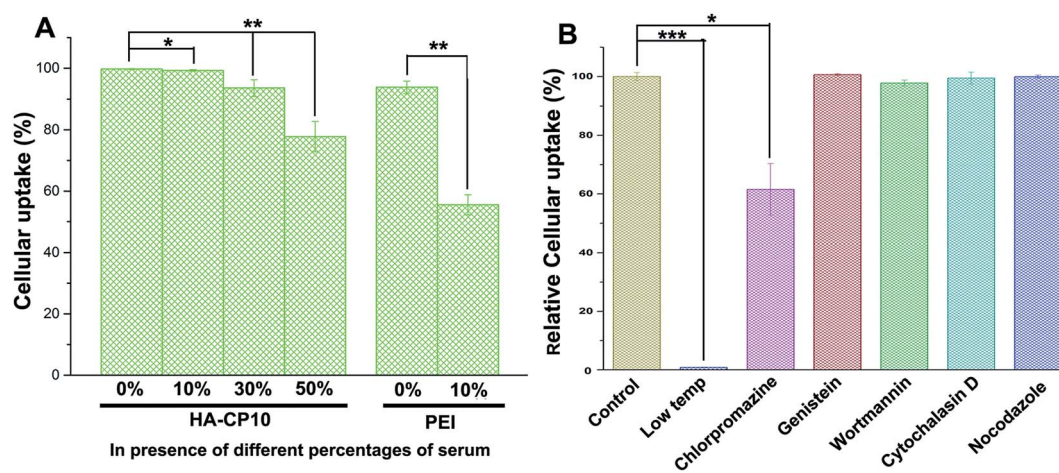 A
Cellular uptake (%)
100
80
60
40
20
0
*
**
**
0% 10% 30% 50% 0% 10%
HA-CP10 PEI
In presence of different percentages of serum
B
Relative Cellular uptake (%)
100
80
60
40
20
0
*
***
Control
Low temp
Chlorpromazine
Genistein
Wortmannin
Cytochalasin D
Nocodazole